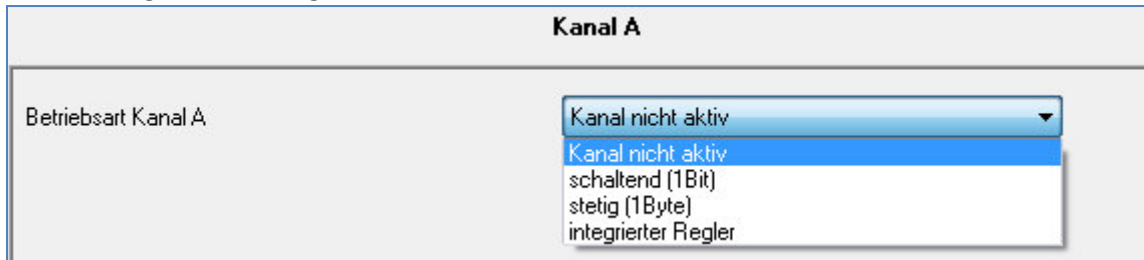 Kanal A
Betriebsart Kanal A
Kanal nicht aktiv
Kanal nicht aktiv
schaltend (1Bit)
stetig (1Byte)
integrierter Regler